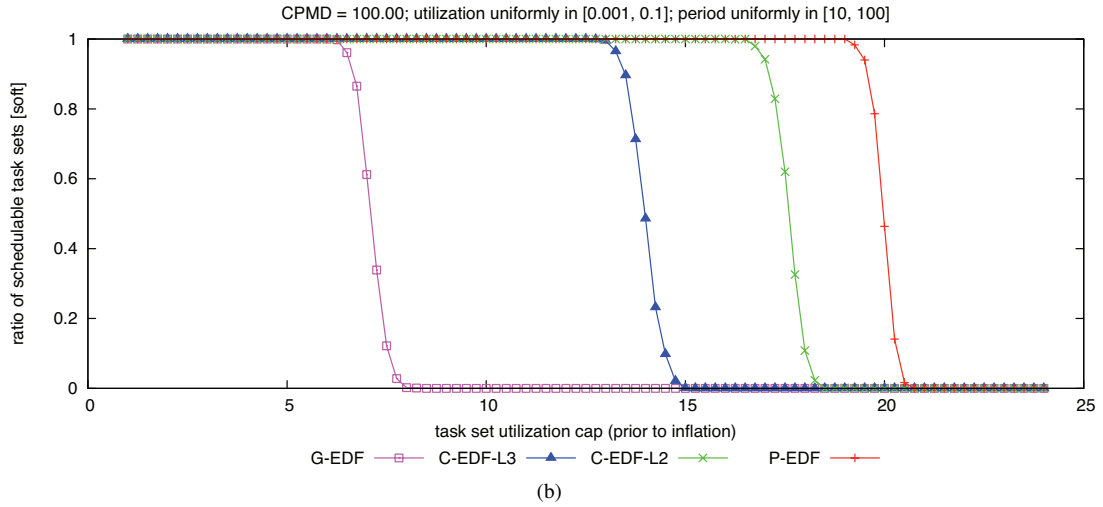 CPMD = 100.00; utilization uniformly in [0.001, 0.1]; period uniformly in [10, 100]
1
0.8
0.6
0.4
0.2
0
ratio of schedulable task sets [soft]
0 5 10 15 20 25
task set utilization cap (prior to inflation)
G-EDF C-EDF-L3 C-EDF-L2 P-EDF
(b)